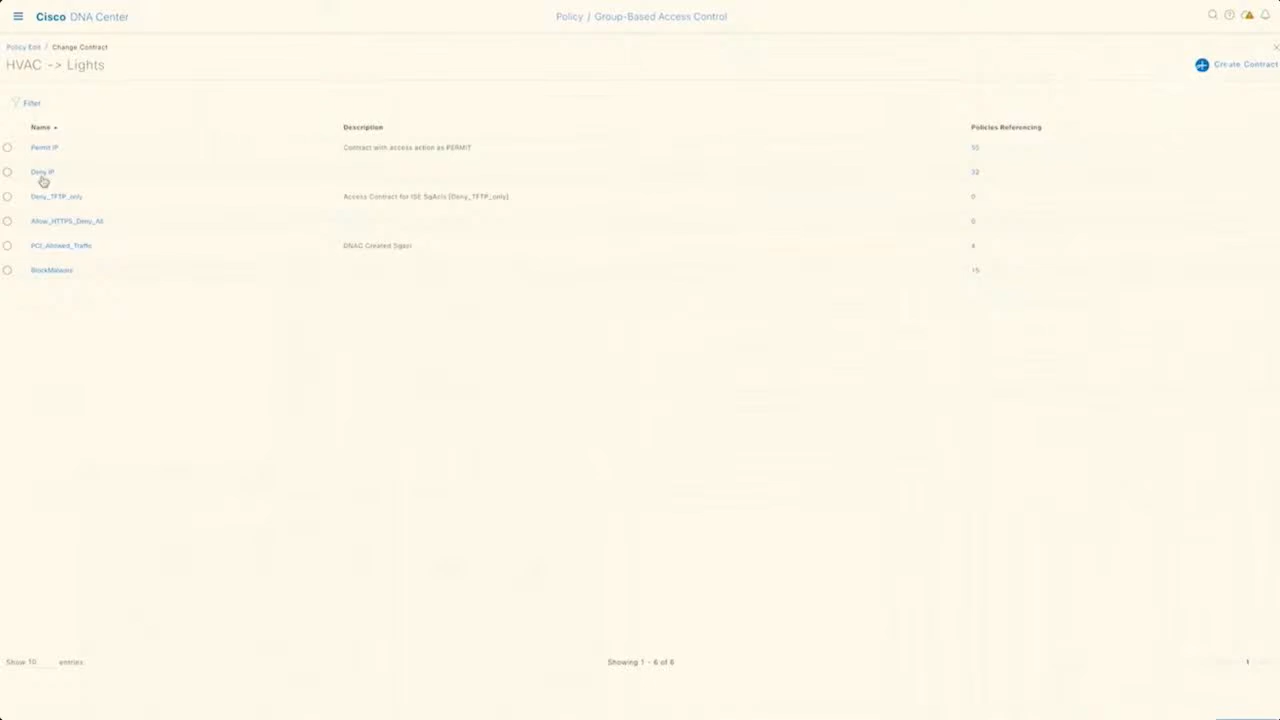 Cisco DNA Center
Policy / Group-Based Access Control
Policy Edit / Change Contract
HVAC -> Lights
Create Contract
Filter
Name Description Policies Referencing
Permit IP Contract with access action as PERMIT
Deny IP 32
Deny_TFTP_only Access Contract for ISE SgAcls [Deny_TFTP_only] 0
Allow_HTTPS_Deny_All
PCI_Allowed_Traffic DNAC Created Sgacl 4
BlockMalware 15
Show 10 entries
Showing 1 - 6 of 6
1